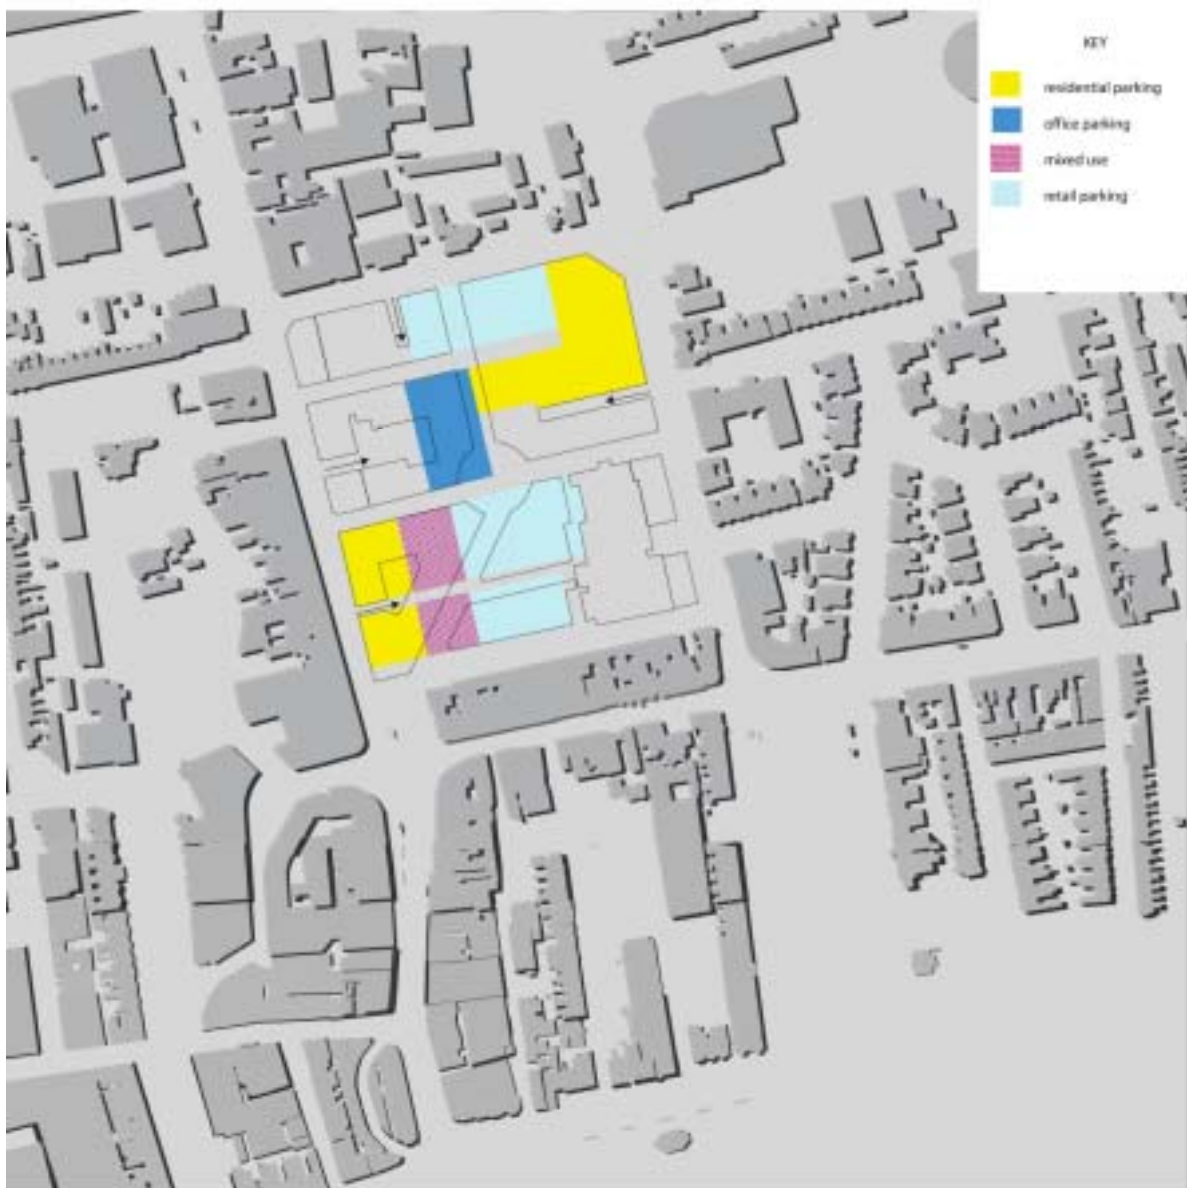 KEY
residential parking
office parking
mixed use
retail parking